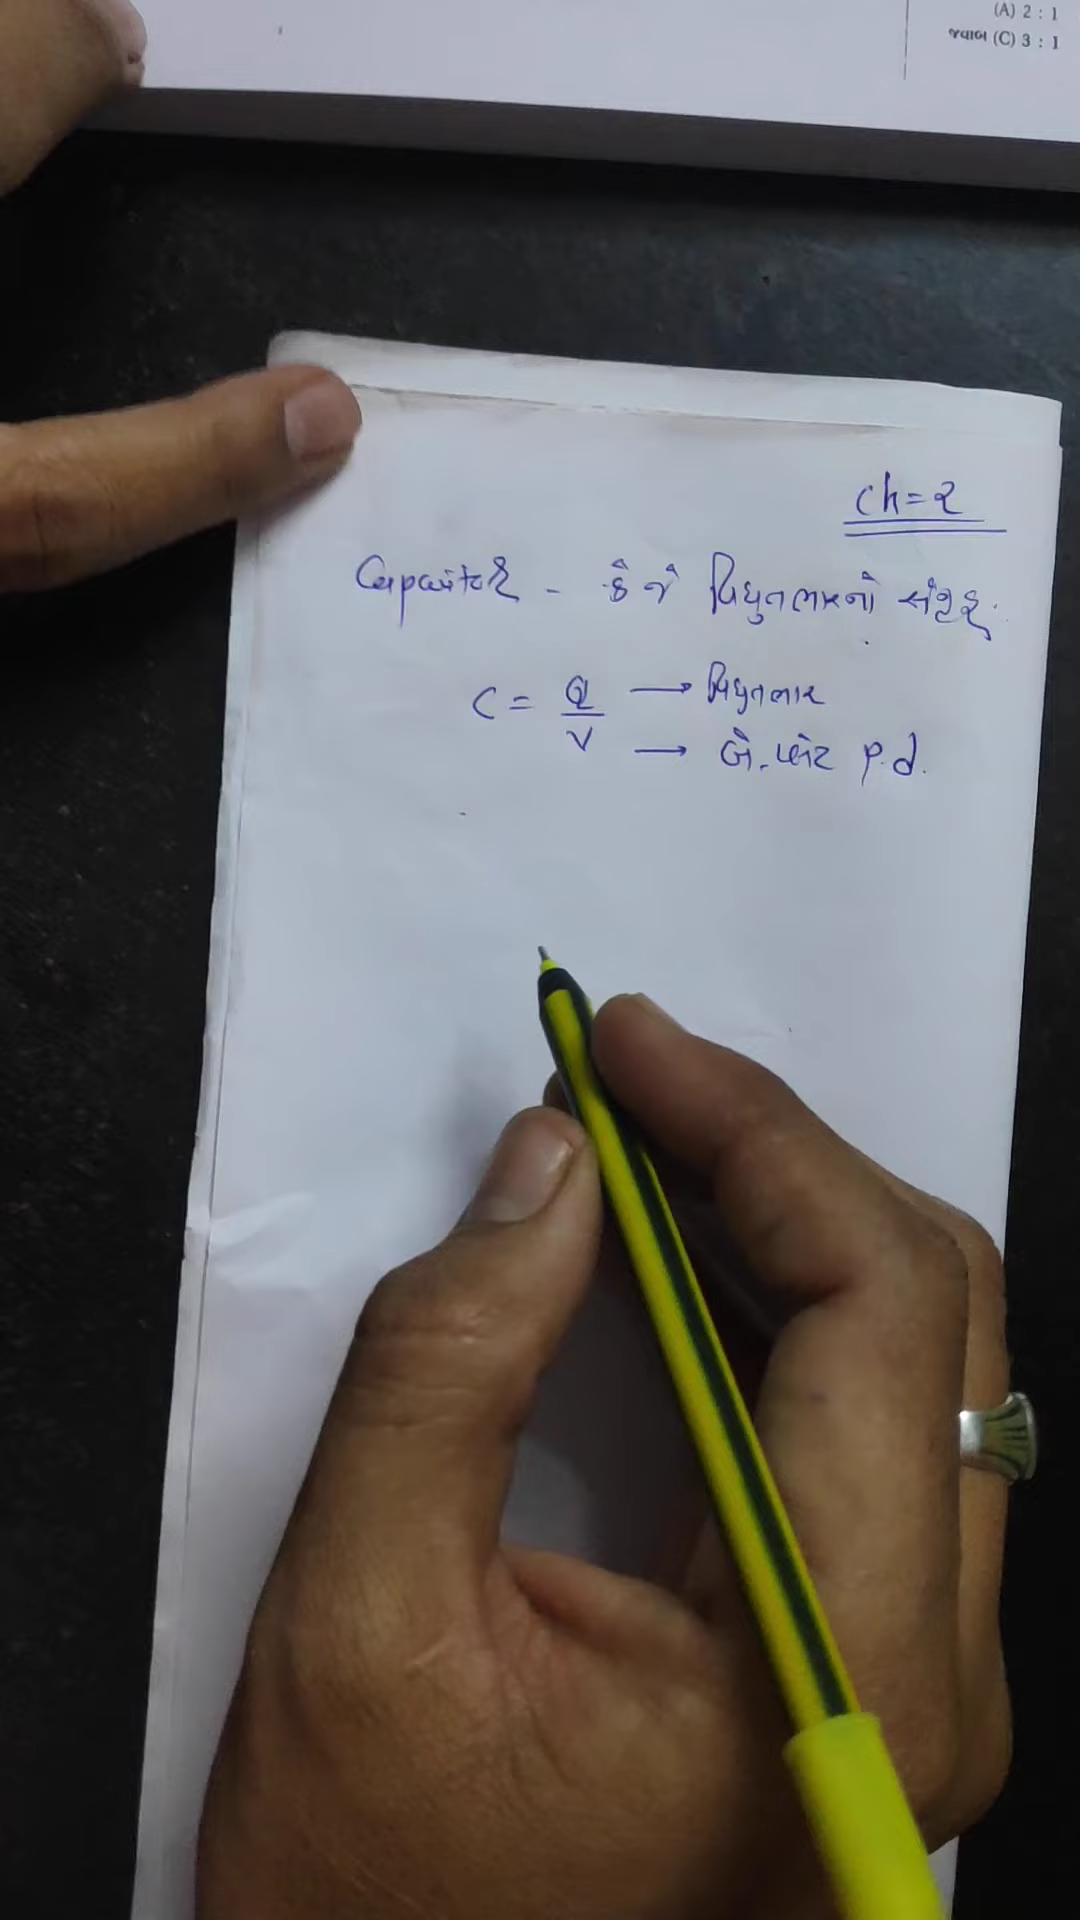 (A) 2 : 1
જવાબ (C) 3 : 1
Ch = 2
Capacitor - કે જે વિધુતભારનો સંગ્રહ.
C = Q/V → વિધુતભાર
→ બે. પ્લેટ P.d.